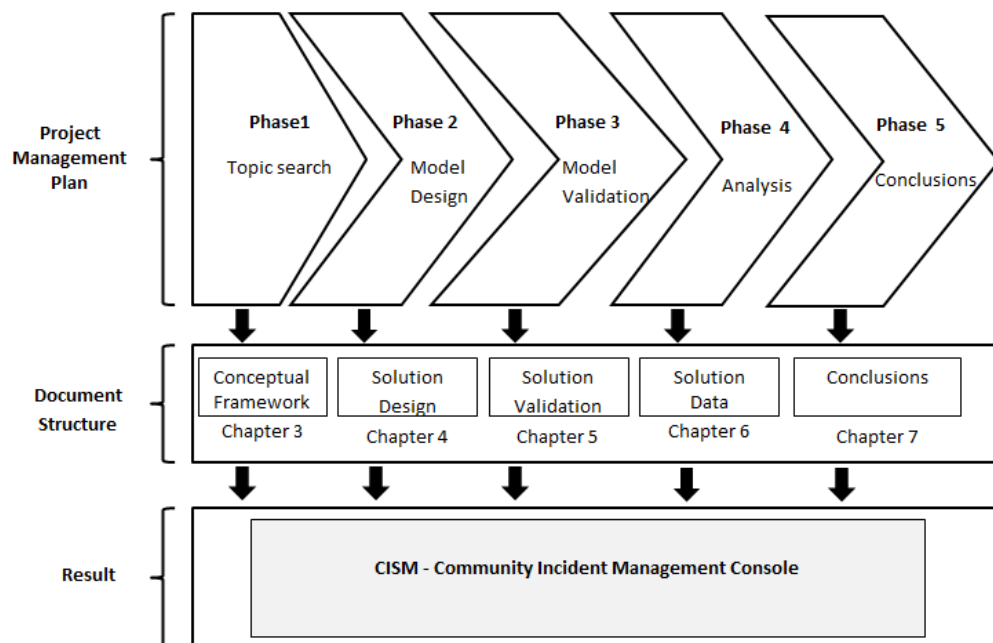 Project
Management
Plan
Phase1
Topic search
Phase 2
Model
Design
Phase 3
Model
Validation
Phase 4
Analysis
Phase 5
Conclusions
Document
Structure
Conceptual
Framework
Chapter 3
Solution
Design
Chapter 4
Solution
Validation
Chapter 5
Solution
Data
Chapter 6
Conclusions
Chapter 7
Result
CISM - Community Incident Management Console